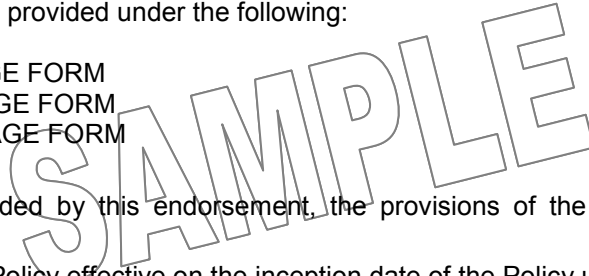 provided under the following:
GE FORM
GE FORM
AGE FORM
SAMPLE
ded by this endorsement, the provisions of the
Policy effective on the inception date of the Policy